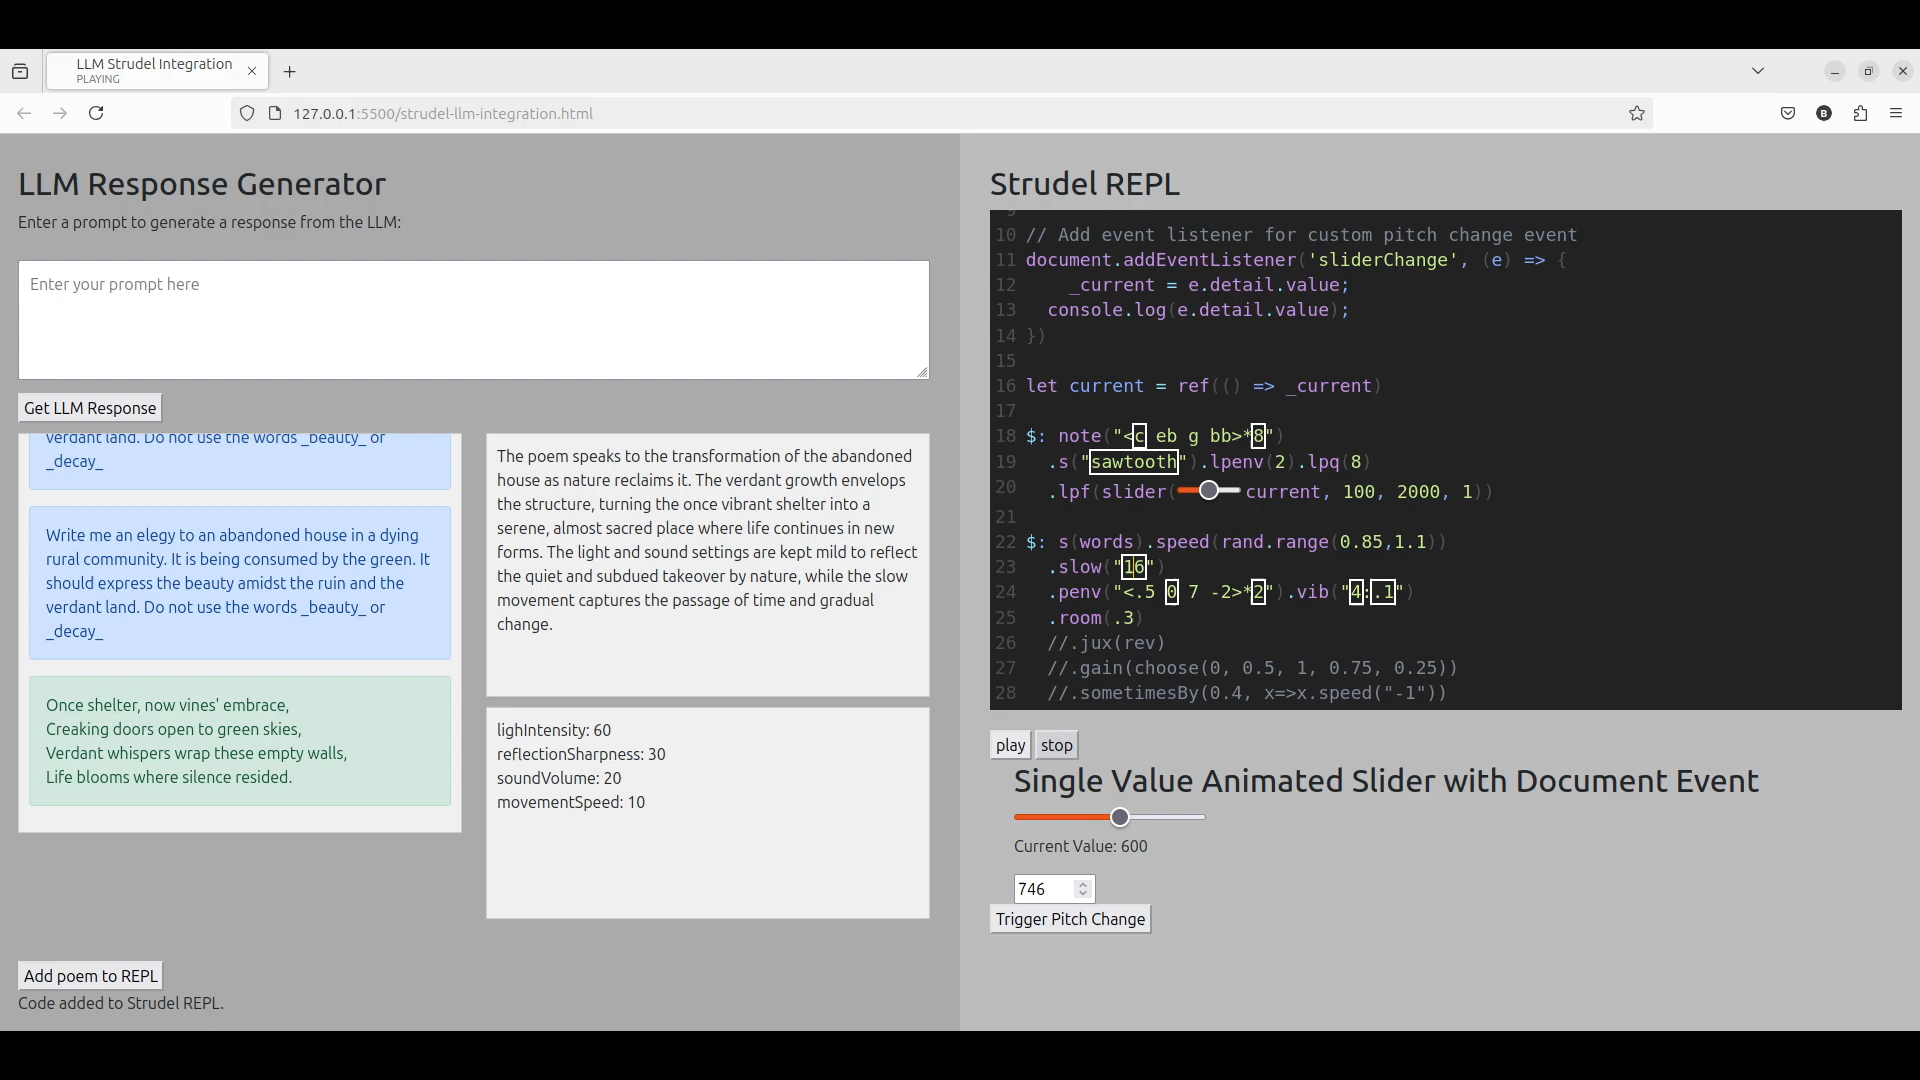 LLM Strudel Integration
PLAYING
127.0.0.1:5500/strudel-llm-integration.html
B
LLM Response Generator
Enter a prompt to generate a response from the LLM:
Enter your prompt here
Get LLM Response
verdant land. Do not use the words _beauty_ or
_decay_
Write me an elegy to an abandoned house in a dying
rural community. It is being consumed by the green. It
should express the beauty amidst the ruin and the
verdant land. Do not use the words _beauty_ or
_decay_
Once shelter, now vines' embrace,
Creaking doors open to green skies,
Verdant whispers wrap these empty walls,
Life blooms where silence resided.
The poem speaks to the transformation of the abandoned
house as nature reclaims it. The verdant growth envelops
the structure, turning the once vibrant shelter into a
serene, almost sacred place where life continues in new
forms. The light and sound settings are kept mild to reflect
the quiet and subdued takeover by nature, while the slow
movement captures the passage of time and gradual
change.
lighIntensity: 60
reflectionSharpness: 30
soundVolume: 20
movementSpeed: 10
Add poem to REPL
Code added to Strudel REPL.
Strudel REPL
9
10 // Add event listener for custom pitch change event
11 document.addEventListener('sliderChange', (e) => {
12     _current = e.detail.value;
13   console.log(e.detail.value);
14 })
15
16 let current = ref(() => _current)
17
18 $: note("<c eb g bb>*8")
19   .s("sawtooth").lpenv(2).lpq(8)
20   .lpf(slider(current, 100, 2000, 1))
21
22 $: s(words).speed(rand.range(0.85,1.1))
23   .slow("16")
24   .penv("<.5 0 7 -2>*2").vib("4:.1")
25   .room(.3)
26   //.jux(rev)
27   //.gain(choose(0, 0.5, 1, 0.75, 0.25))
28   //.sometimesBy(0.4, x=>x.speed("-1"))
play stop
Single Value Animated Slider with Document Event
Current Value: 600
746
Trigger Pitch Change